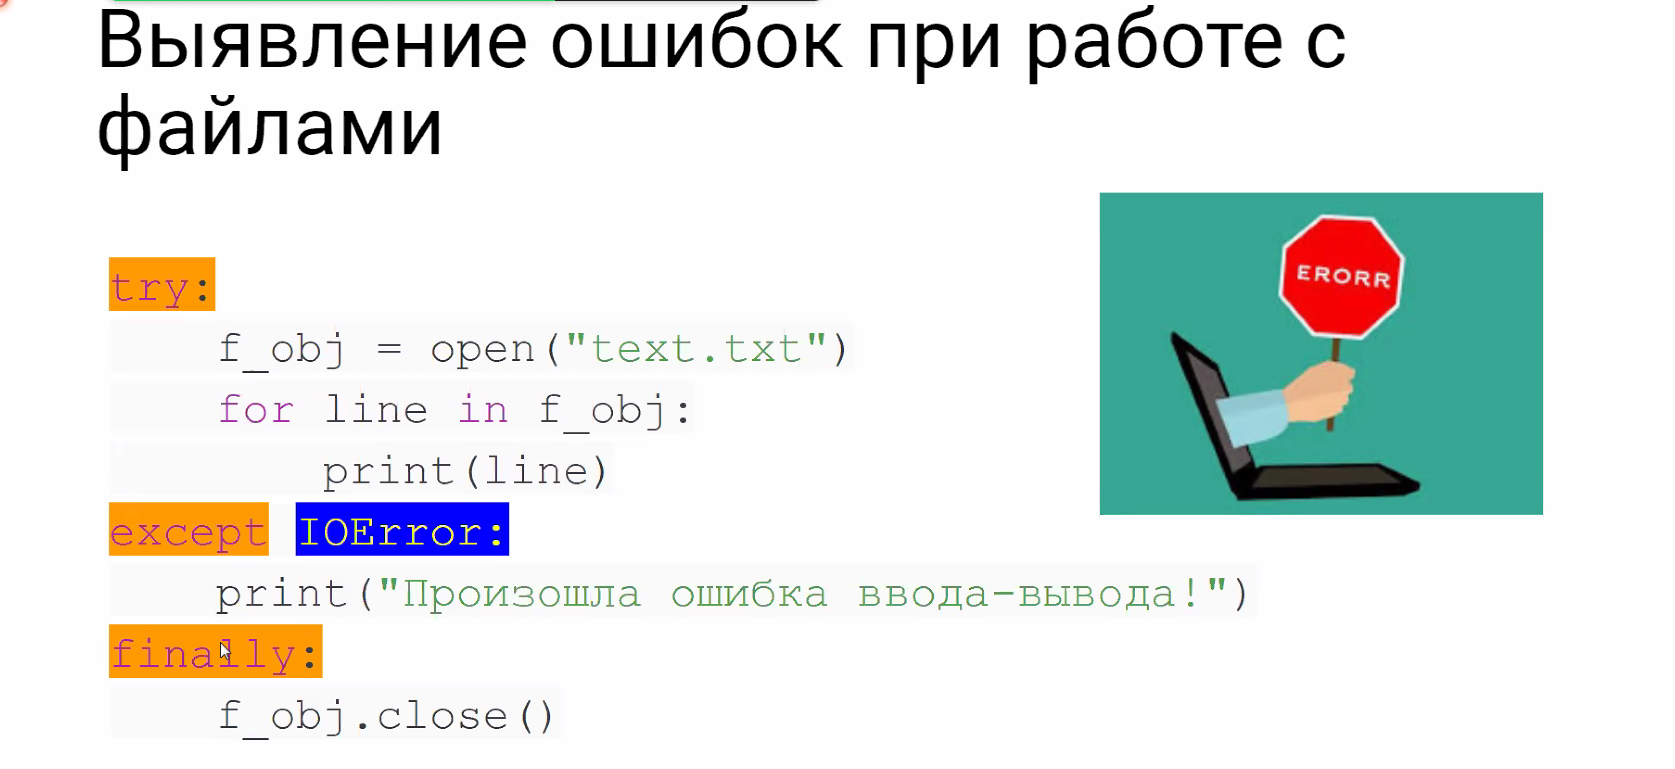 Выявление ошибок при работе с
файлами
ERORR
try:
    f_obj = open("text.txt")
    for line in f_obj:
        print(line)
except IOError:
    print("Произошла ошибка ввода-вывода!")
finally:
    f_obj.close()